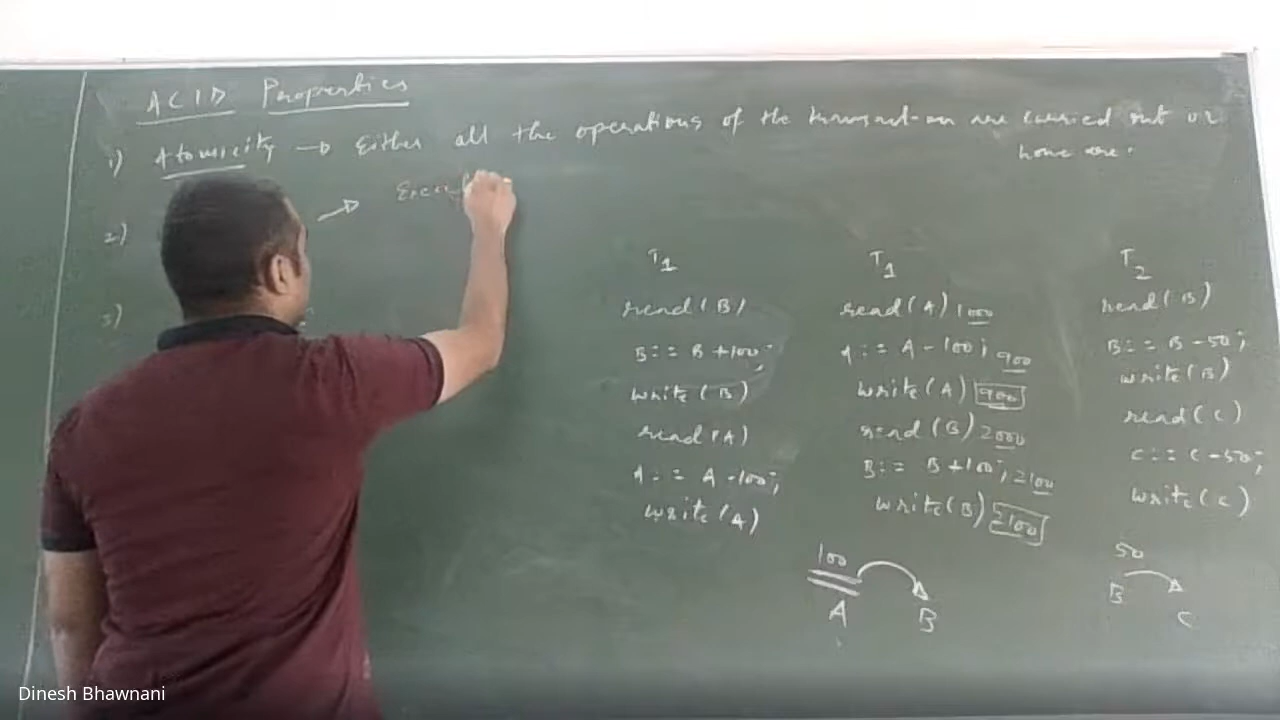 ACID Properties
1) Atomicity → Either all the operations of the transact-on are carried out or
none are.
2) →
3)
T1
read(B)
B := B+100;
write(B)
read(A)
A := A-100;
write(A)
T1
read(A) 1000
A := A-100; 900
write(A) 900
read(B) 2000
B := B+100; 2100
write(B) 2100
100
A B
T2
read(B)
B := B-50;
write(B)
read(C)
C := C+50;
write(C)
50
B C
Dinesh Bhawnani